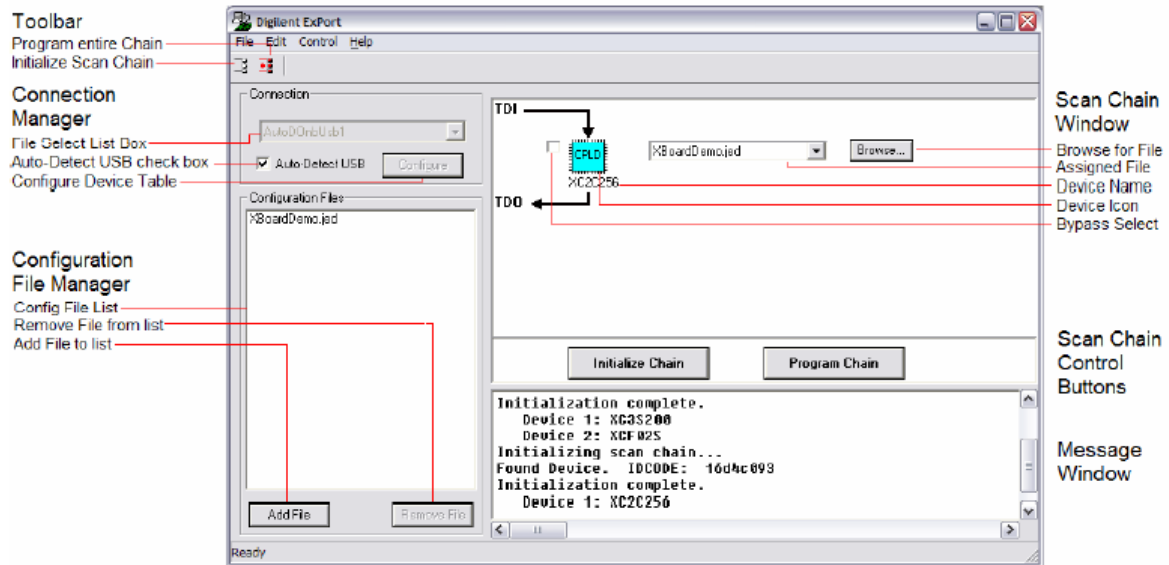 Toolbar
Program entire Chain
Initialize Scan Chain
Connection
Manager
File Select List Box
Auto-Detect USB check box
Configure Device Table
Configuration
File Manager
Config File List
Remove File from list
Add File to list
Digilent ExPort
File Edit Control Help
Connection
AutoDOnbUsb1
Auto-Detect USB
Configure
Configuration Files
XBoardDemo.jed
Add File
Remove File
Ready
TDI
CPLD
XC2C256
TDO
XBoardDemo.jed
Browse...
Initialize Chain
Program Chain
Initialization complete.
Device 1: XC3S200
Device 2: XCF02S
Initializing scan chain...
Found Device. IDCODE: 16d4c093
Initialization complete.
Device 1: XC2C256
Scan Chain
Window
Browse for File
Assigned File
Device Name
Device Icon
Bypass Select
Scan Chain
Control
Buttons
Message
Window